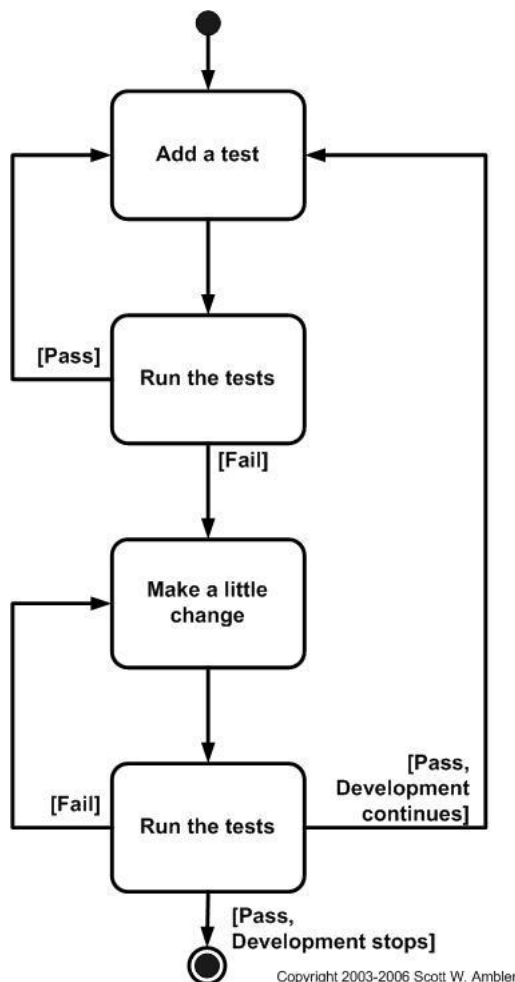 Add a test
[Pass]
Run the tests
[Fail]
Make a little
change
[Pass,
Development
continues]
[Fail]
Run the tests
[Pass,
Development stops]
Copyright 2003-2006 Scott W. Ambler